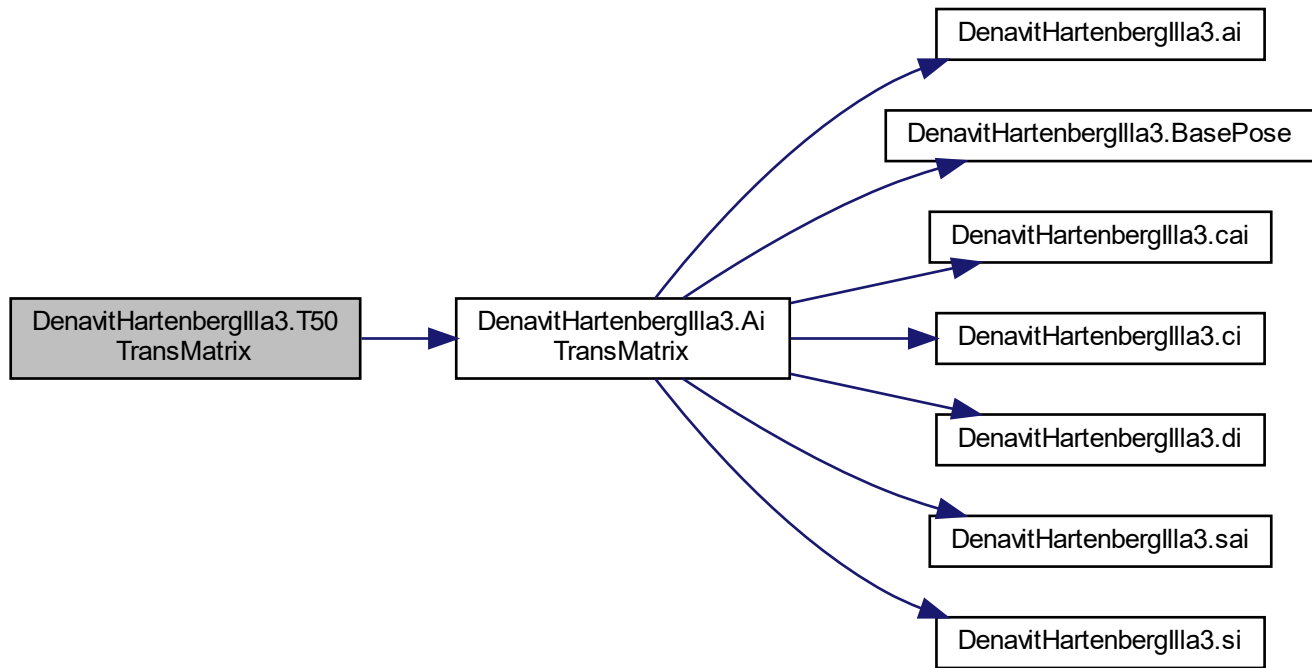 DenavitHartenbergIIIa3.T50
TransMatrix
DenavitHartenbergIIIa3.Ai
TransMatrix
DenavitHartenbergIIIa3.ai
DenavitHartenbergIIIa3.BasePose
DenavitHartenbergIIIa3.cai
DenavitHartenbergIIIa3.ci
DenavitHartenbergIIIa3.di
DenavitHartenbergIIIa3.sai
DenavitHartenbergIIIa3.si